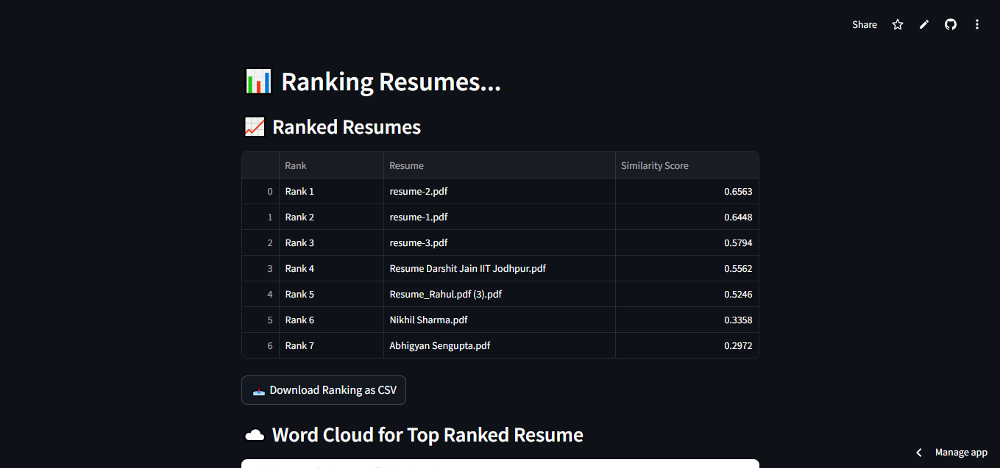 Share
📊 Ranking Resumes...
📈 Ranked Resumes
Rank Resume Similarity Score
0 Rank 1 resume-2.pdf 0.6563
1 Rank 2 resume-1.pdf 0.6448
2 Rank 3 resume-3.pdf 0.5794
3 Rank 4 Resume Darshit Jain IIT Jodhpur.pdf 0.5562
4 Rank 5 Resume_Rahul.pdf (3).pdf 0.5246
5 Rank 6 Nikhil Sharma.pdf 0.3358
6 Rank 7 Abhigyan Sengupta.pdf 0.2972
📥 Download Ranking as CSV
☁ Word Cloud for Top Ranked Resume
Manage app